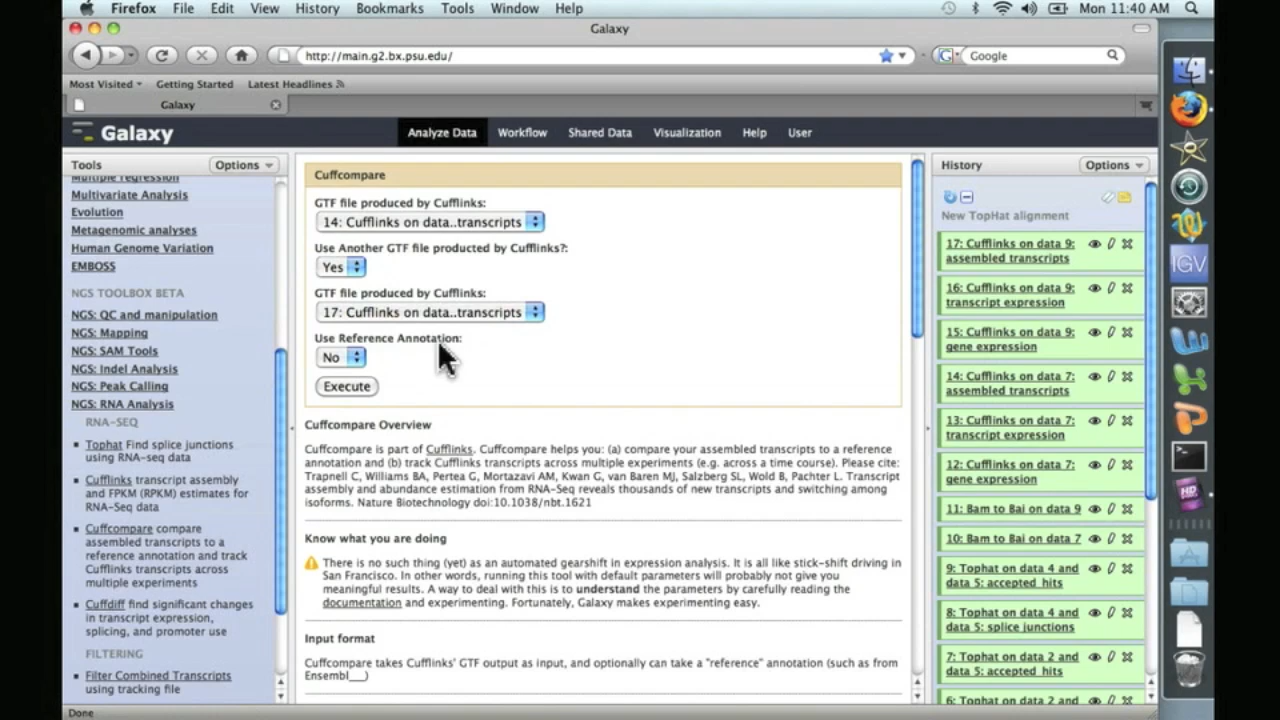 Firefox File Edit View History Bookmarks Tools Window Help Mon 11:40 AM
Galaxy
http://main.g2.bx.psu.edu/ Google
Most Visited Getting Started Latest Headlines
Galaxy
Galaxy Analyze Data Workflow Shared Data Visualization Help User
Tools Options
Multiple regression
Multivariate Analysis
Evolution
Metagenomic analyses
Human Genome Variation
EMBOSS
NGS TOOLBOX BETA
NGS: QC and manipulation
NGS: Mapping
NGS: SAM Tools
NGS: Indel Analysis
NGS: Peak Calling
NGS: RNA Analysis
RNA-SEQ
Tophat Find splice junctions
using RNA-seq data
Cufflinks transcript assembly
and FPKM (RPKM) estimates for
RNA-Seq data
Cuffcompare compare
assembled transcripts to a
reference annotation and track
Cufflinks transcripts across
multiple experiments
Cuffdiff find significant changes
in transcript expression,
splicing, and promoter use
FILTERING
Filter Combined Transcripts
using tracking file
Cuffcompare
GTF file produced by Cufflinks:
14: Cufflinks on data..transcripts
Use Another GTF file producted by Cufflinks?:
Yes
GTF file produced by Cufflinks:
17: Cufflinks on data..transcripts
Use Reference Annotation:
No
Execute
Cuffcompare Overview
Cuffcompare is part of Cufflinks. Cuffcompare helps you: (a) compare your assembled transcripts to a reference
annotation and (b) track Cufflinks transcripts across multiple experiments (e.g. across a time course). Please cite:
Trapnell C, Williams BA, Pertea G, Mortazavi AM, Kwan G, van Baren MJ, Salzberg SL, Wold B, Pachter L. Transcript
assembly and abundance estimation from RNA-Seq reveals thousands of new transcripts and switching among
isoforms. Nature Biotechnology doi:10.1038/nbt.1621
Know what you are doing
There is no such thing (yet) as an automated gearshift in expression analysis. It is all like stick-shift driving in
San Francisco. In other words, running this tool with default parameters will probably not give you
meaningful results. A way to deal with this is to understand the parameters by carefully reading the
documentation and experimenting. Fortunately, Galaxy makes experimenting easy.
Input format
Cuffcompare takes Cufflinks' GTF output as input, and optionally can take a "reference" annotation (such as from
Ensembl___)
History Options
New TopHat alignment
17: Cufflinks on data 9:
assembled transcripts
16: Cufflinks on data 9:
transcript expression
15: Cufflinks on data 9:
gene expression
14: Cufflinks on data 7:
assembled transcripts
13: Cufflinks on data 7:
transcript expression
12: Cufflinks on data 7:
gene expression
11: Bam to Bai on data 9
10: Bam to Bai on data 7
9: Tophat on data 4 and
data 5: accepted_hits
8: Tophat on data 4 and
data 5: splice junctions
7: Tophat on data 2 and
data 5: accepted_hits
6: Tophat on data 2 and
IGV
HD
Done